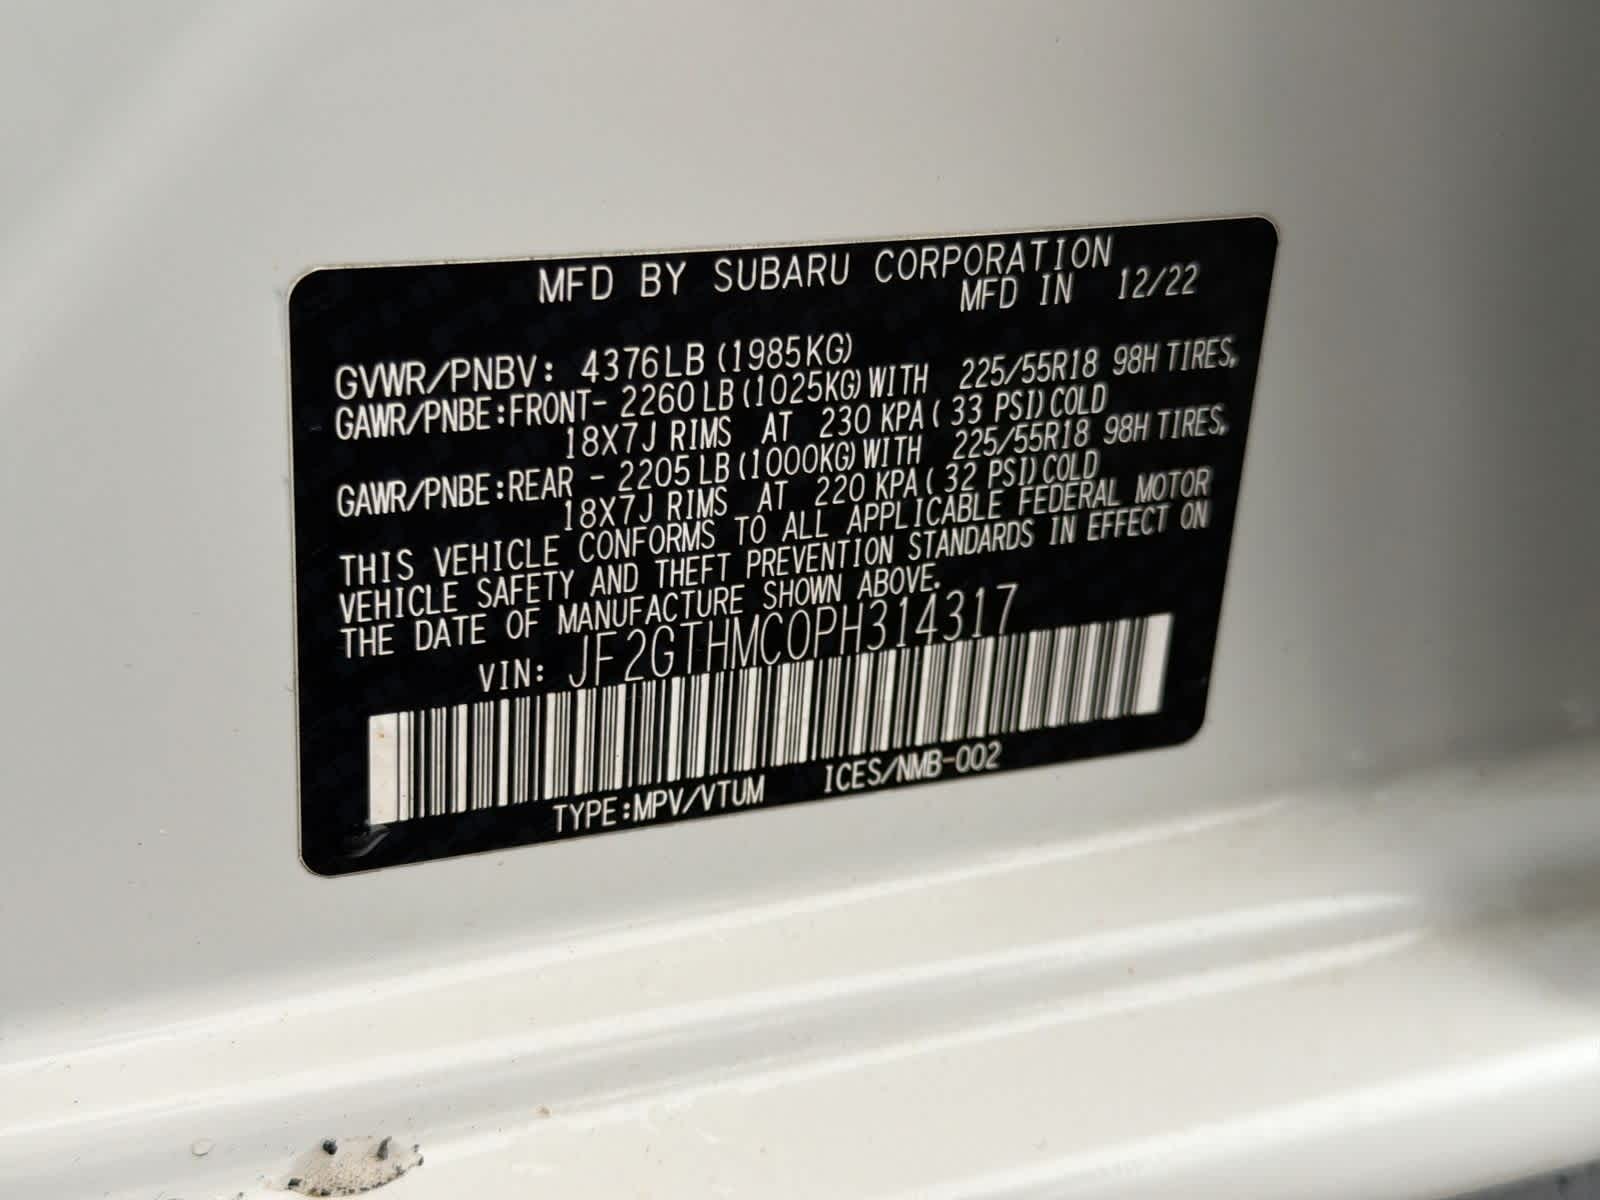 MFD BY SUBARU CORPORATION
MFD IN 12/22
GVWR/PNBV: 4376LB (1985KG)
GAWR/PNBE:FRONT- 2260LB(1025KG)WITH 225/55R18 98H TIRES,
18X7J RIMS AT 230 KPA( 33 PSI)COLD
GAWR/PNBE:REAR - 2205LB(1000KG)WITH 225/55R18 98H TIRES,
18X7J RIMS AT 220 KPA( 32 PSI)COLD
THIS VEHICLE CONFORMS TO ALL APPLICABLE FEDERAL MOTOR
VEHICLE SAFETY AND THEFT PREVENTION STANDARDS IN EFFECT ON
THE DATE OF MANUFACTURE SHOWN ABOVE.
VIN: JF2GTHMC0PH314317
TYPE:MPV/VTUM ICES/NMB-002